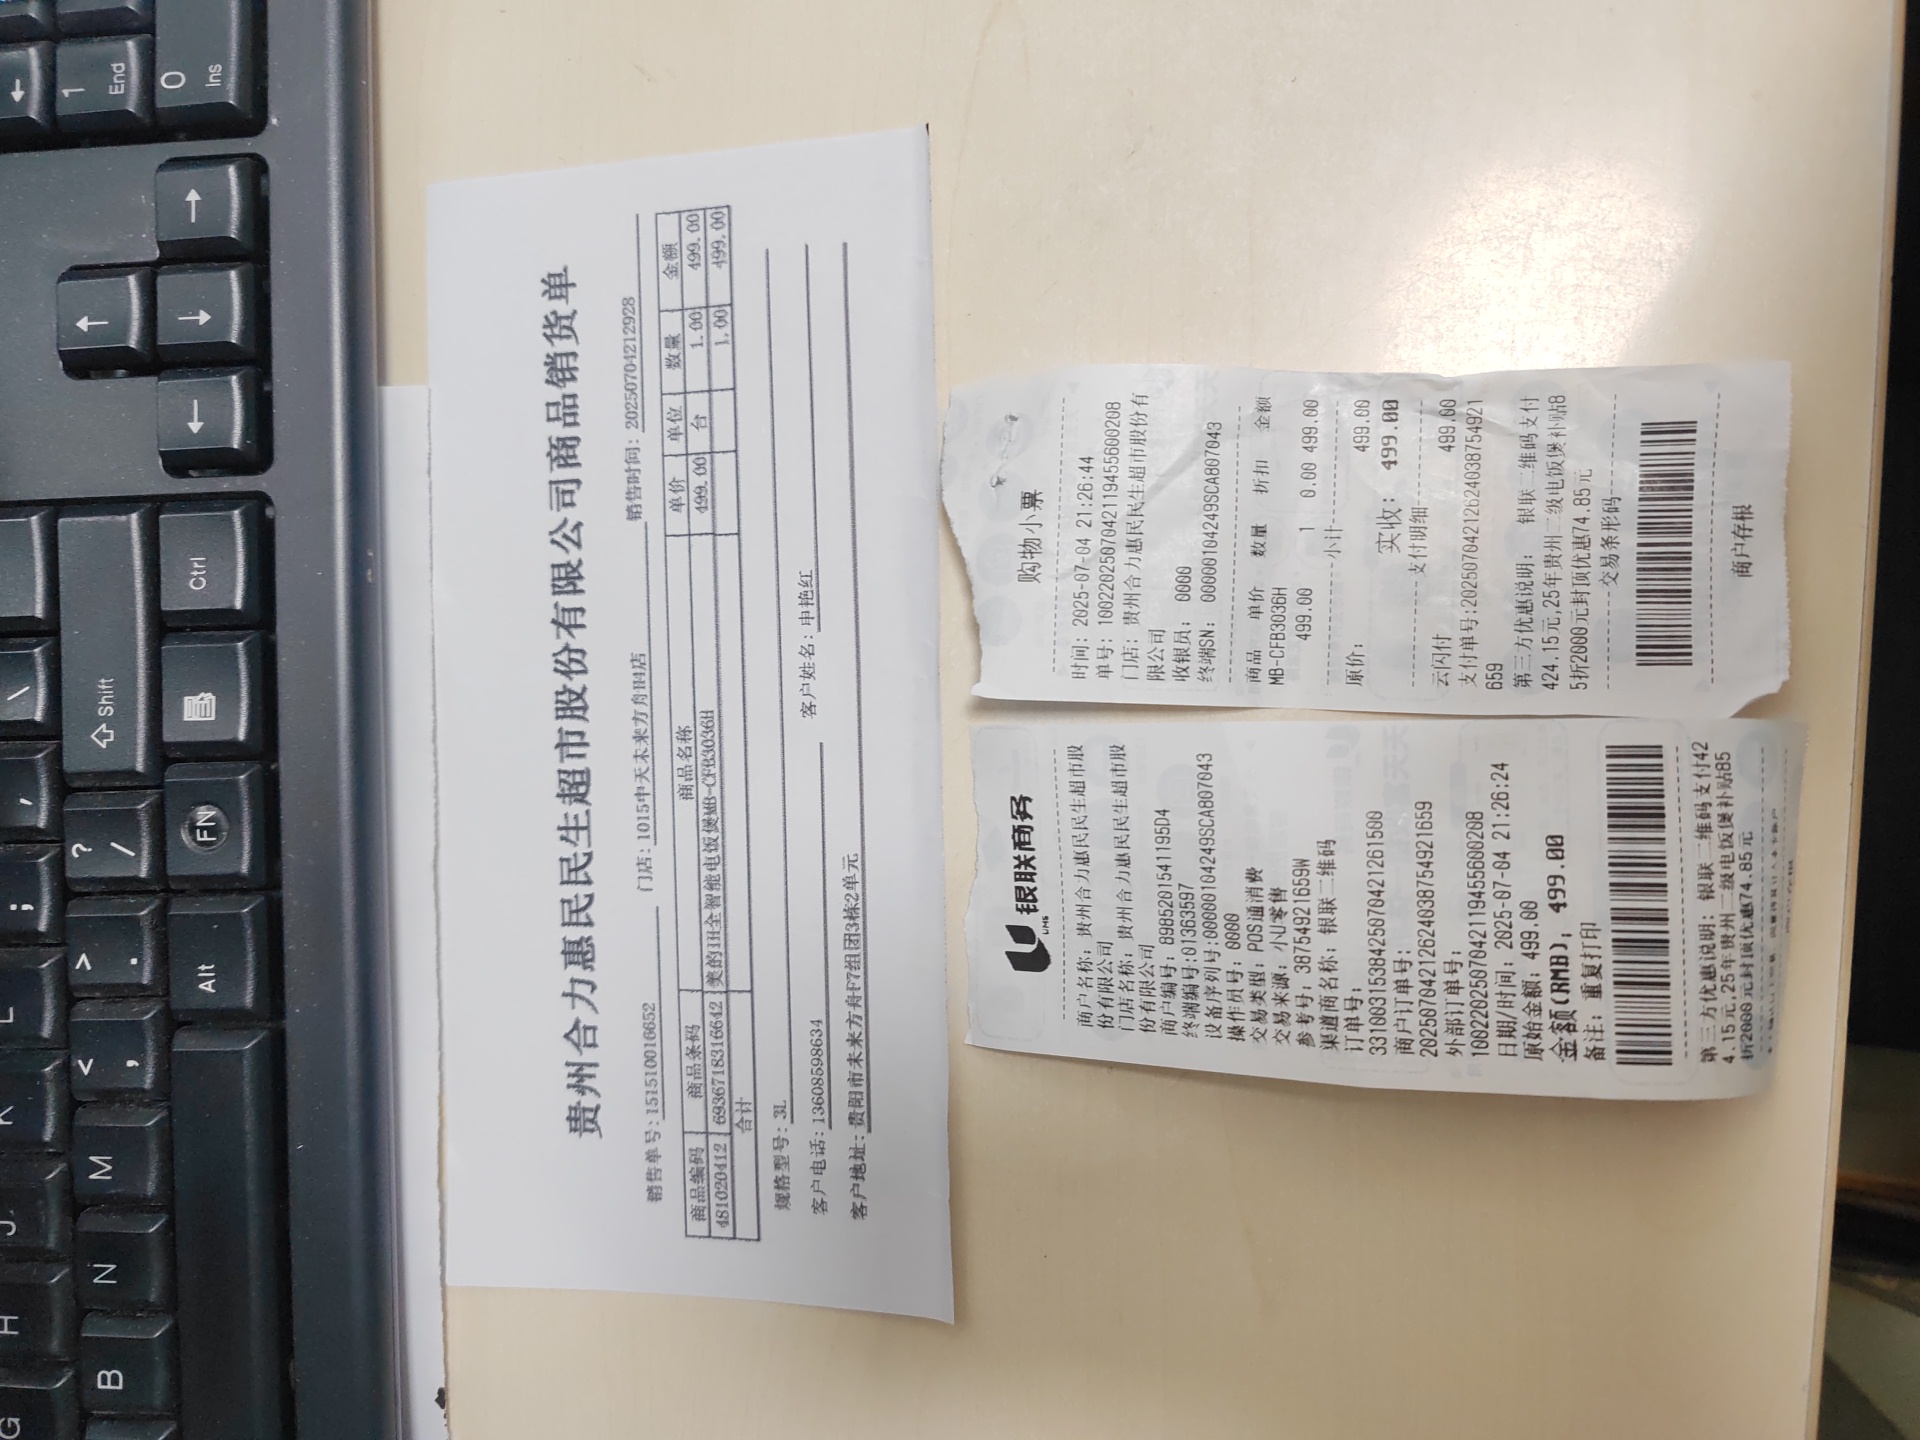 贵州合力惠民民生超市股份有限公司商品销货单
销售单号:151510016652 门店:1015中天未来方舟H4店 销售时间:20250704212928
商品编码 商品条码 商品名称 单价 单位 数量 金额
481020412 6936718316642 美的IH全智能电饭煲MB-CFB3036H 499.00 台 1.00 499.00
合计 1.00 499.00
规格型号:3L
客户电话:13608598634 客户姓名:申艳红
客户地址:贵阳市未来方舟F7组团3栋2单元
UMS 银联商务
商户名称: 贵州合力惠民民生超市股
份有限公司
门店名称: 贵州合力惠民民生超市股
份有限公司
商户编号: 8985201541195D4
终端编号:01363597
设备序列号:00000104249SCA807043
操作员号: 0000
交易类型: POS通消费
交易来源: 小U零售
参考号: 38754921659W
渠道商名称: 银联二维码
订单号:
33100315384250704212615​00
商户订单号:
20250704212624038754921659
外部订单号:
10022025070421194556002​08
日期/时间: 2025-07-04 21:26:24
原始金额: 499.00
金额(RMB): 499.00
备注: 重复打印
第三方优惠说明: 银联二维码支付42
4.15元,25年贵州二级电饭煲补贴85
折2000元封顶优惠74.85元
购物小票
时间: 2025-07-04 21:26:44
单号: 1002202507042119455600208
门店: 贵州合力惠民民生超市股份有
限公司
收银员: 0000
终端SN: 00000104249SCA807043
商品 单价 数量 折扣 金额
MB-CFB3036H
499.00 1 0.00 499.00
小计
原价: 499.00
实收: 499.00
支付明细
云闪付 499.00
支付单号:20250704212624038754921
659
第三方优惠说明: 银联二维码支付
424.15元,25年贵州二级电饭煲补贴8
5折2000元封顶优惠74.85元
交易条形码
商户存根
1 End
0 Ins
Shift
Ctrl
FN
Alt
\
? /
;
> .
< ,
L
K
J
H
G
M
N
B